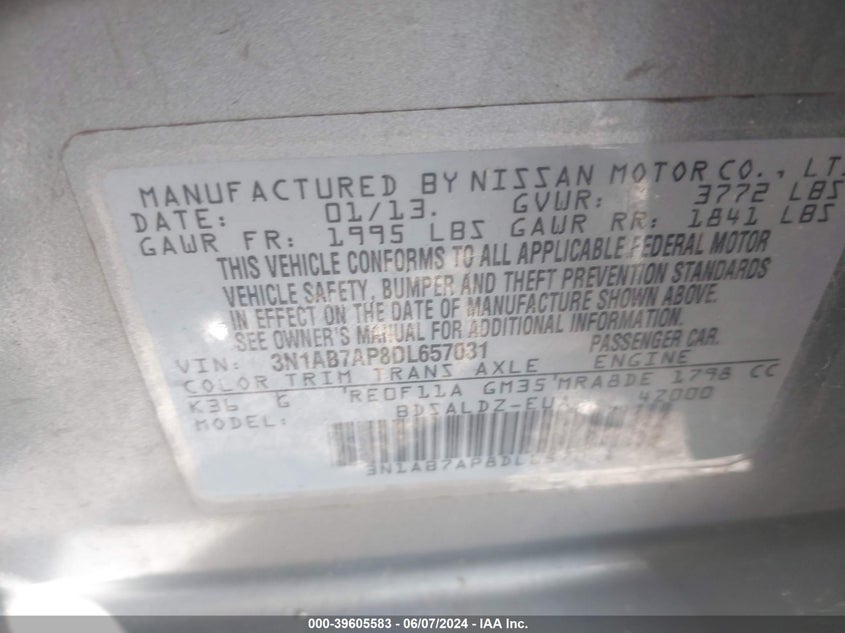 MANUFACTURED BY NISSAN MOTOR CO., LT
DATE: 01/13. GVWR: 3772 LBS
GAWR FR: 1995 LBS GAWR RR: 1841 LBS
THIS VEHICLE CONFORMS TO ALL APPLICABLE FEDERAL MOTOR
VEHICLE SAFETY, BUMPER AND THEFT PREVENTION STANDARDS
IN EFFECT ON THE DATE OF MANUFACTURE SHOWN ABOVE.
SEE OWNER'S MANUAL FOR ADDITIONAL INFORMATION.
VIN: 3N1AB7AP8DL657031 PASSENGER CAR.
COLOR TRIM TRANS AXLE ENGINE
K36 G RE0F11A GM35 MRA8DE 1798 CC
MODEL: BDSALDZ-EU 42000
3N1AB7AP8DL
000-39605583 - 06/07/2024 - IAA Inc.